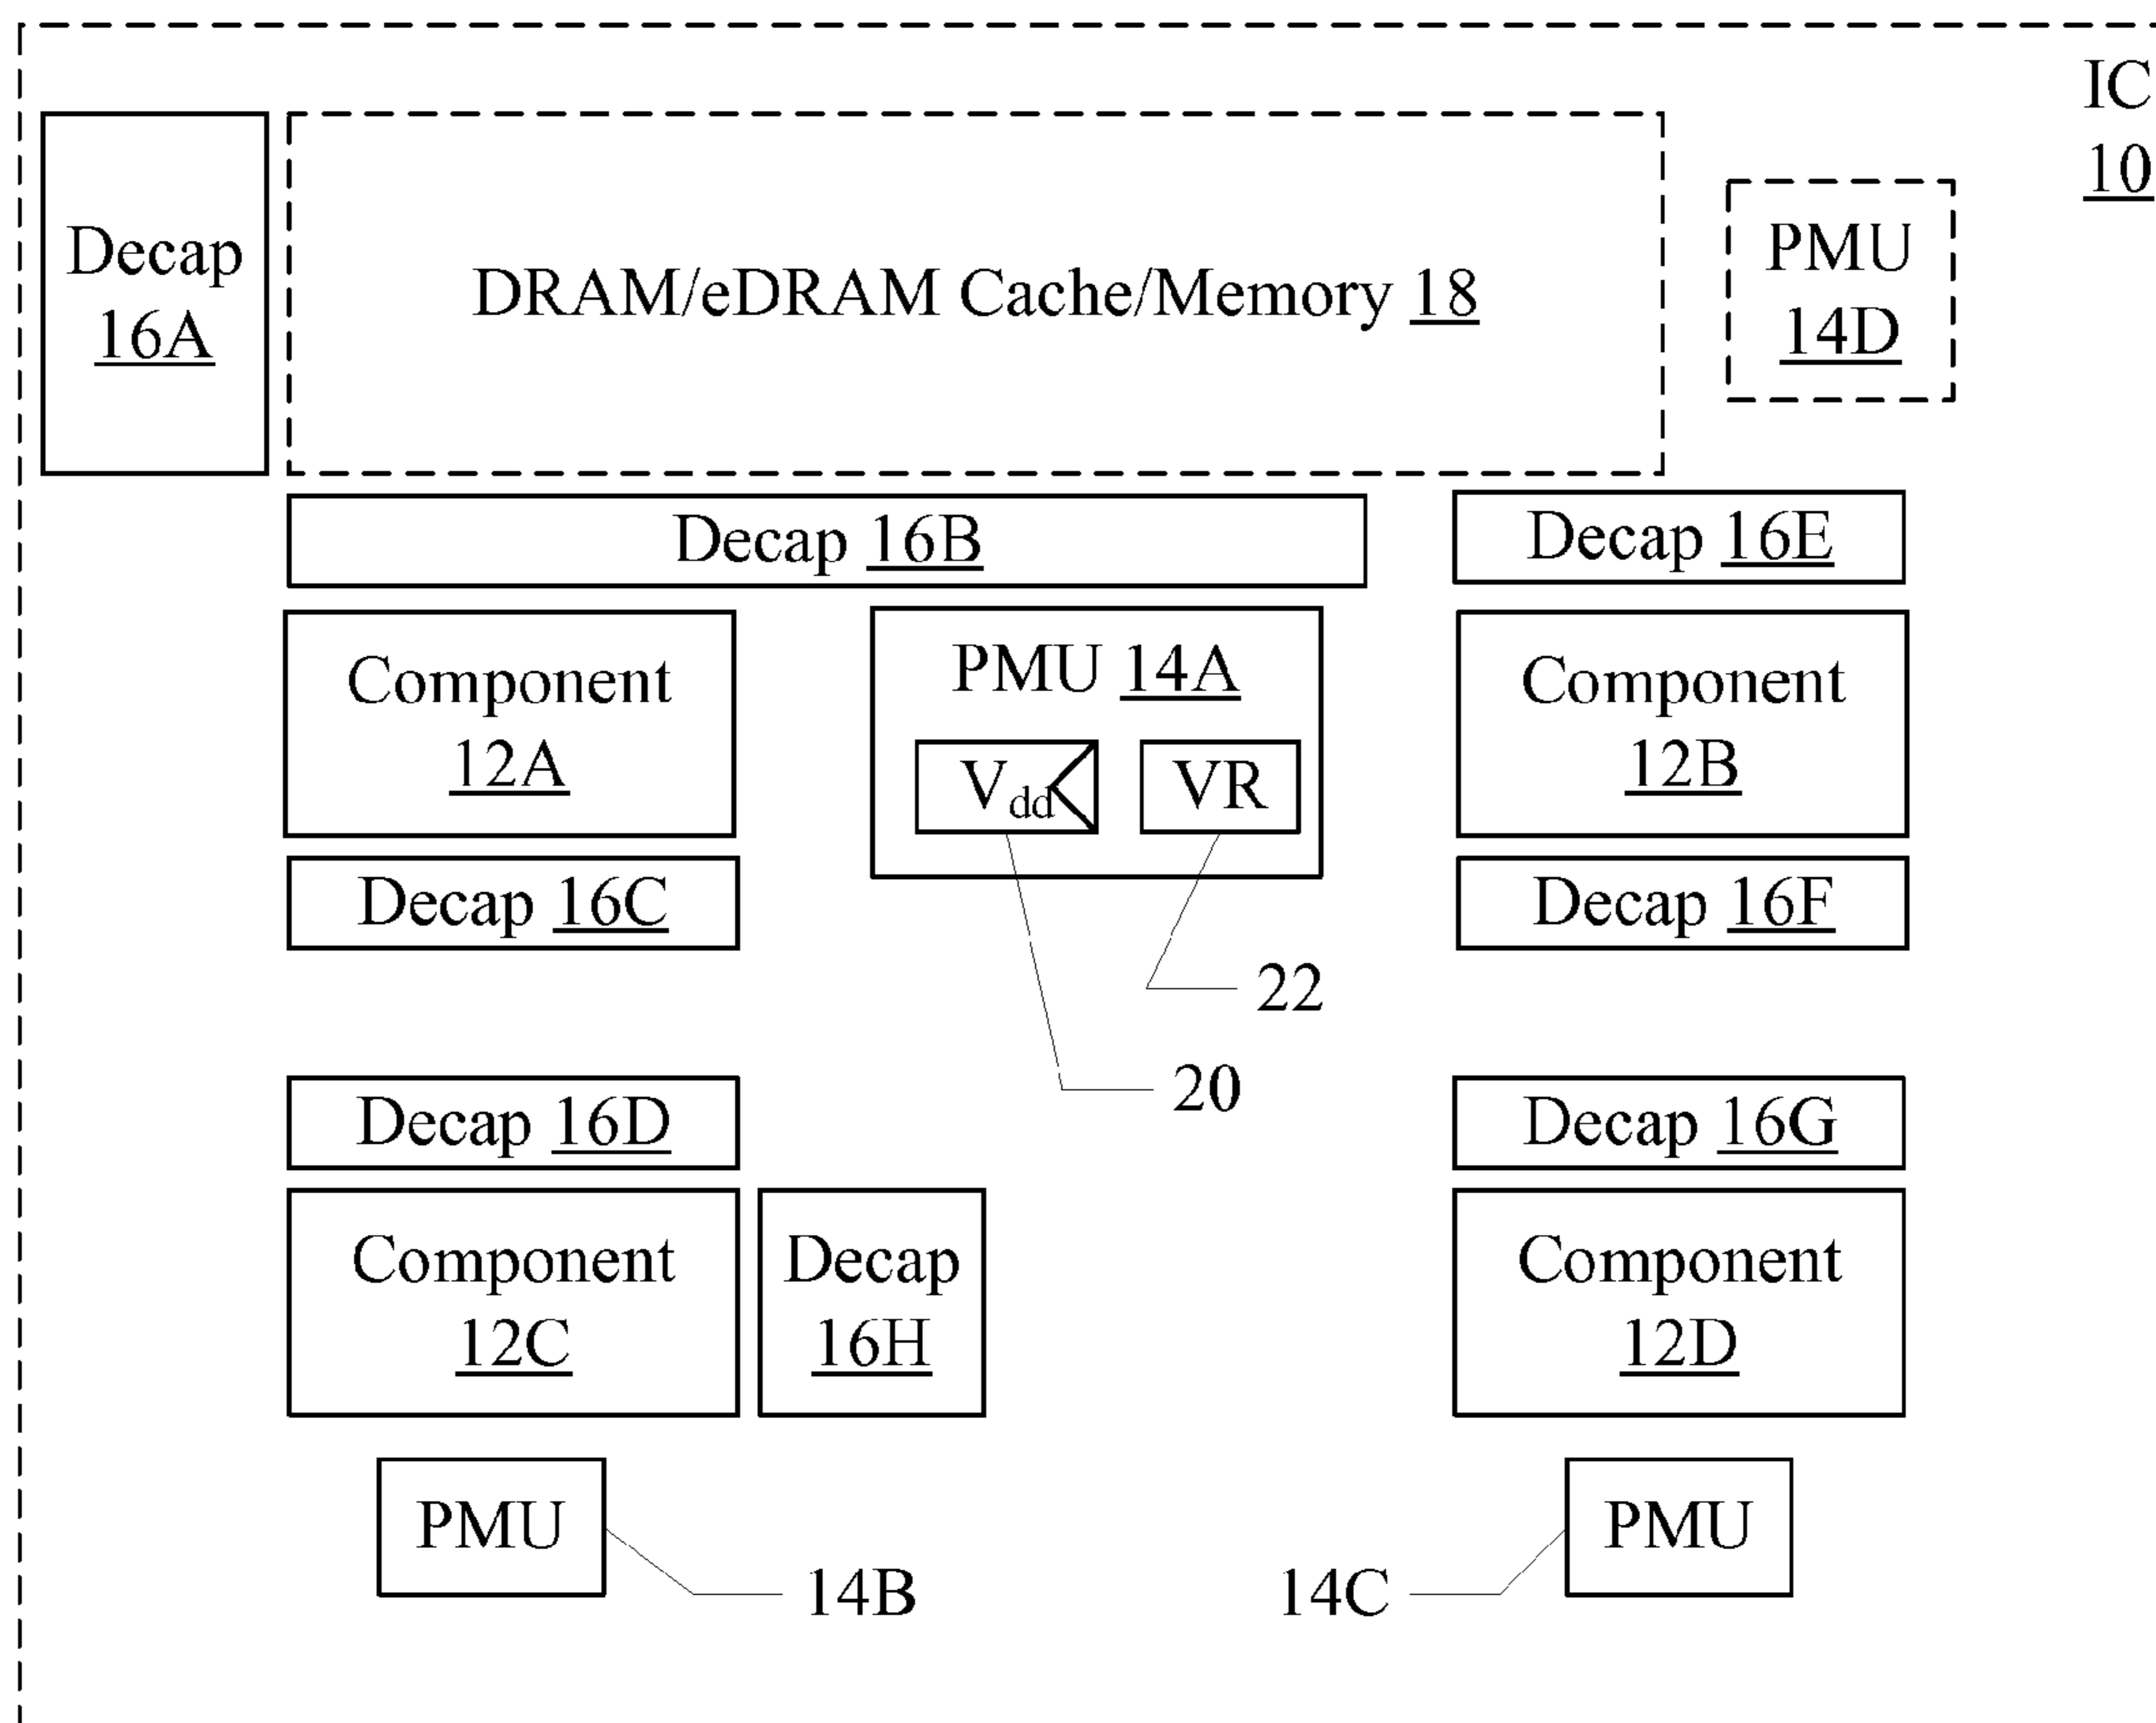 IC
10
Decap
16A
DRAM/eDRAM Cache/Memory 18
PMU
14D
Decap 16B
Decap 16E
Component
12A
PMU 14A
Vdd
VR
Component
12B
Decap 16C
Decap 16F
22
20
Decap 16D
Decap 16G
Component
12C
Decap
16H
Component
12D
PMU
14B
14C
PMU